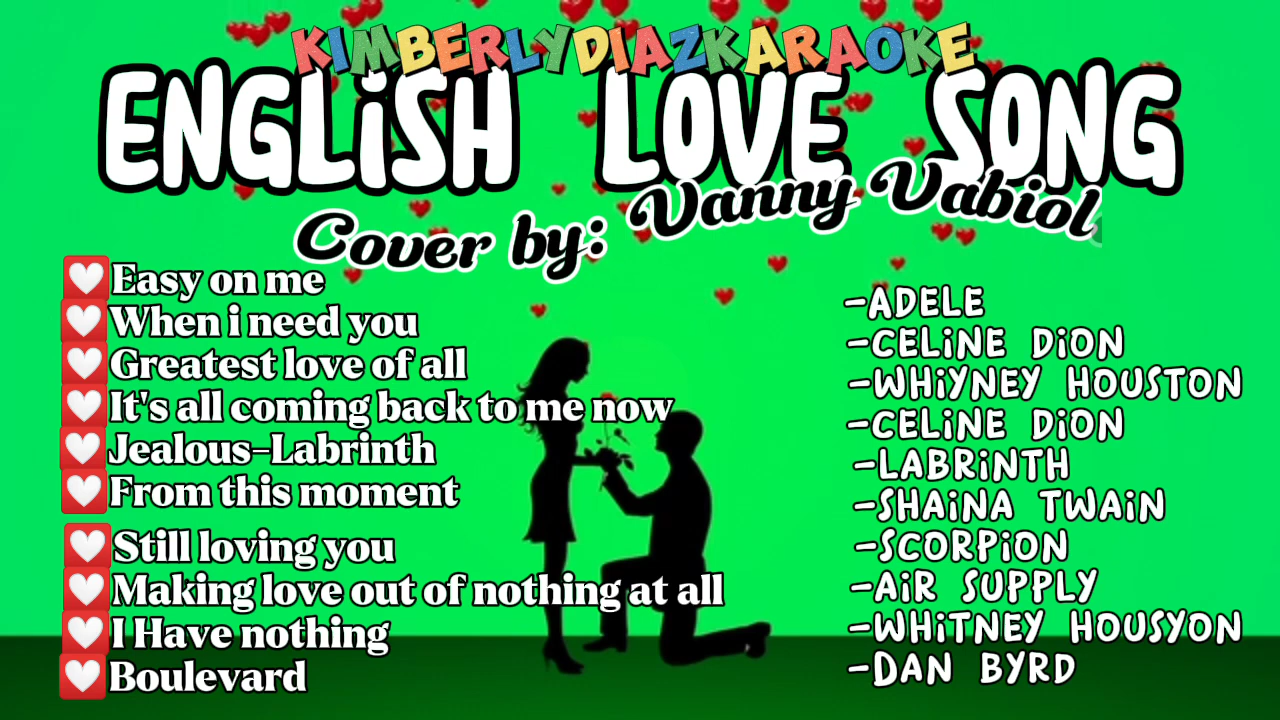 KIMBERLYDIAZKARAOKE
ENGLiSH LOVE SONG
Cover by: Vanny Vabiol
Easy on me
When i need you
Greatest love of all
It's all coming back to me now
Jealous-Labrinth
From this moment
Still loving you
Making love out of nothing at all
I Have nothing
Boulevard
-ADELE
-CELiNE DiON
-WHiYNEY HOUSTON
-CELiNE DiON
-LABRiNTH
-SHAiNA TWAiN
-SCORPiON
-AiR SUPPLY
-WHiTNEY HOUSYON
-DAN BYRD